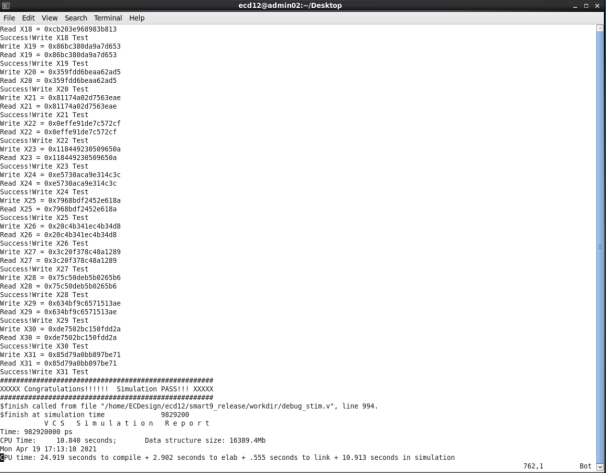 ecd12@admin02:~/Desktop
File Edit View Search Terminal Help
Read X18 = 0xcb203e968983b813
Success!Write X18 Test
Write X19 = 0x86bc380da9a7d653
Read X19 = 0x86bc380da9a7d653
Success!Write X19 Test
Write X20 = 0x359fdd6beaa62ad5
Read X20 = 0x359fdd6beaa62ad5
Success!Write X20 Test
Write X21 = 0x81174a02d7563eae
Read X21 = 0x81174a02d7563eae
Success!Write X21 Test
Write X22 = 0x0effe91de7c572cf
Read X22 = 0x0effe91de7c572cf
Success!Write X22 Test
Write X23 = 0x118449230509650a
Read X23 = 0x118449230509650a
Success!Write X23 Test
Write X24 = 0xe5730aca9e314c3c
Read X24 = 0xe5730aca9e314c3c
Success!Write X24 Test
Write X25 = 0x7968bdf2452e618a
Read X25 = 0x7968bdf2452e618a
Success!Write X25 Test
Write X26 = 0x20c4b341ec4b34d8
Read X26 = 0x20c4b341ec4b34d8
Success!Write X26 Test
Write X27 = 0x3c20f378c48a1289
Read X27 = 0x3c20f378c48a1289
Success!Write X27 Test
Write X28 = 0x75c50deb5b0265b6
Read X28 = 0x75c50deb5b0265b6
Success!Write X28 Test
Write X29 = 0x634bf9c6571513ae
Read X29 = 0x634bf9c6571513ae
Success!Write X29 Test
Write X30 = 0xde7502bc150fdd2a
Read X30 = 0xde7502bc150fdd2a
Success!Write X30 Test
Write X31 = 0x85d79a0bb897be71
Read X31 = 0x85d79a0bb897be71
Success!Write X31 Test
#####################################################
XXXXX Congratulations!!!!!! Simulation PASS!!! XXXXX
#####################################################
$finish called from file "/home/ECDesign/ecd12/smart9_release/workdir/debug_stim.v", line 994.
$finish at simulation time 9829200
V C S S i m u l a t i o n R e p o r t
Time: 982920000 ps
CPU Time: 10.840 seconds; Data structure size: 16389.4Mb
Mon Apr 19 17:13:10 2021
CPU time: 24.919 seconds to compile + 2.902 seconds to elab + .555 seconds to link + 10.913 seconds in simulation
762,1 Bot